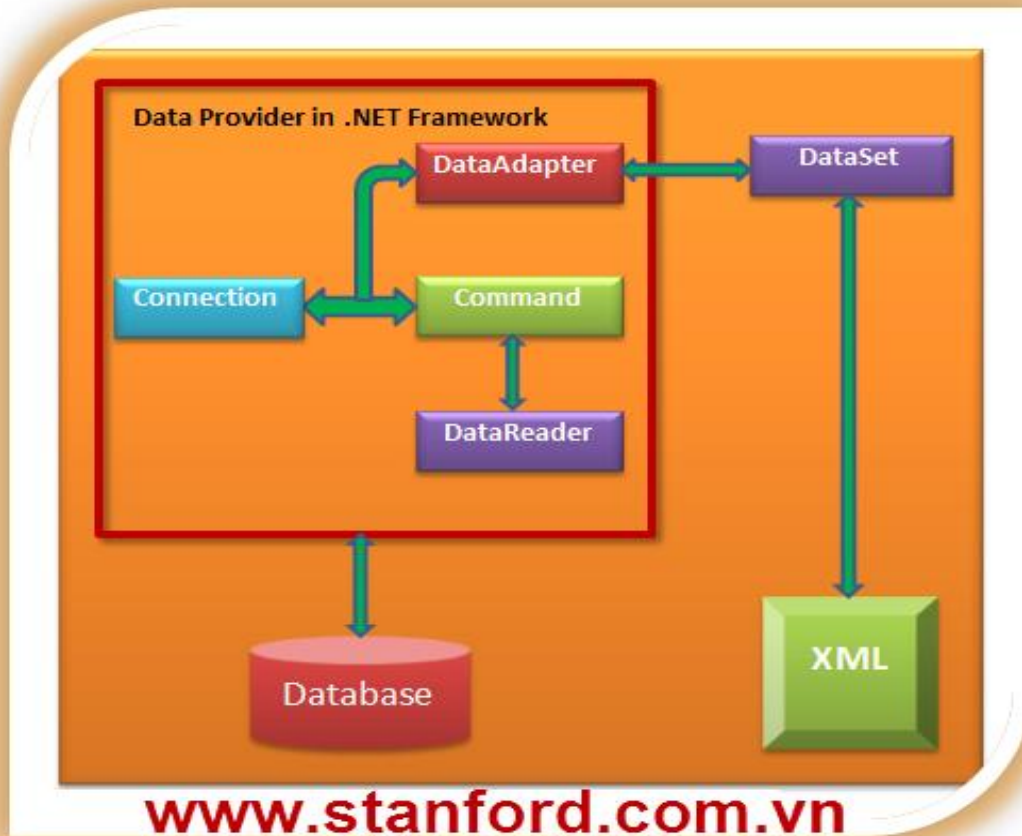 Data Provider in .NET Framework
DataAdapter
DataSet
Connection
Command
DataReader
Database
XML
www.stanford.com.vn